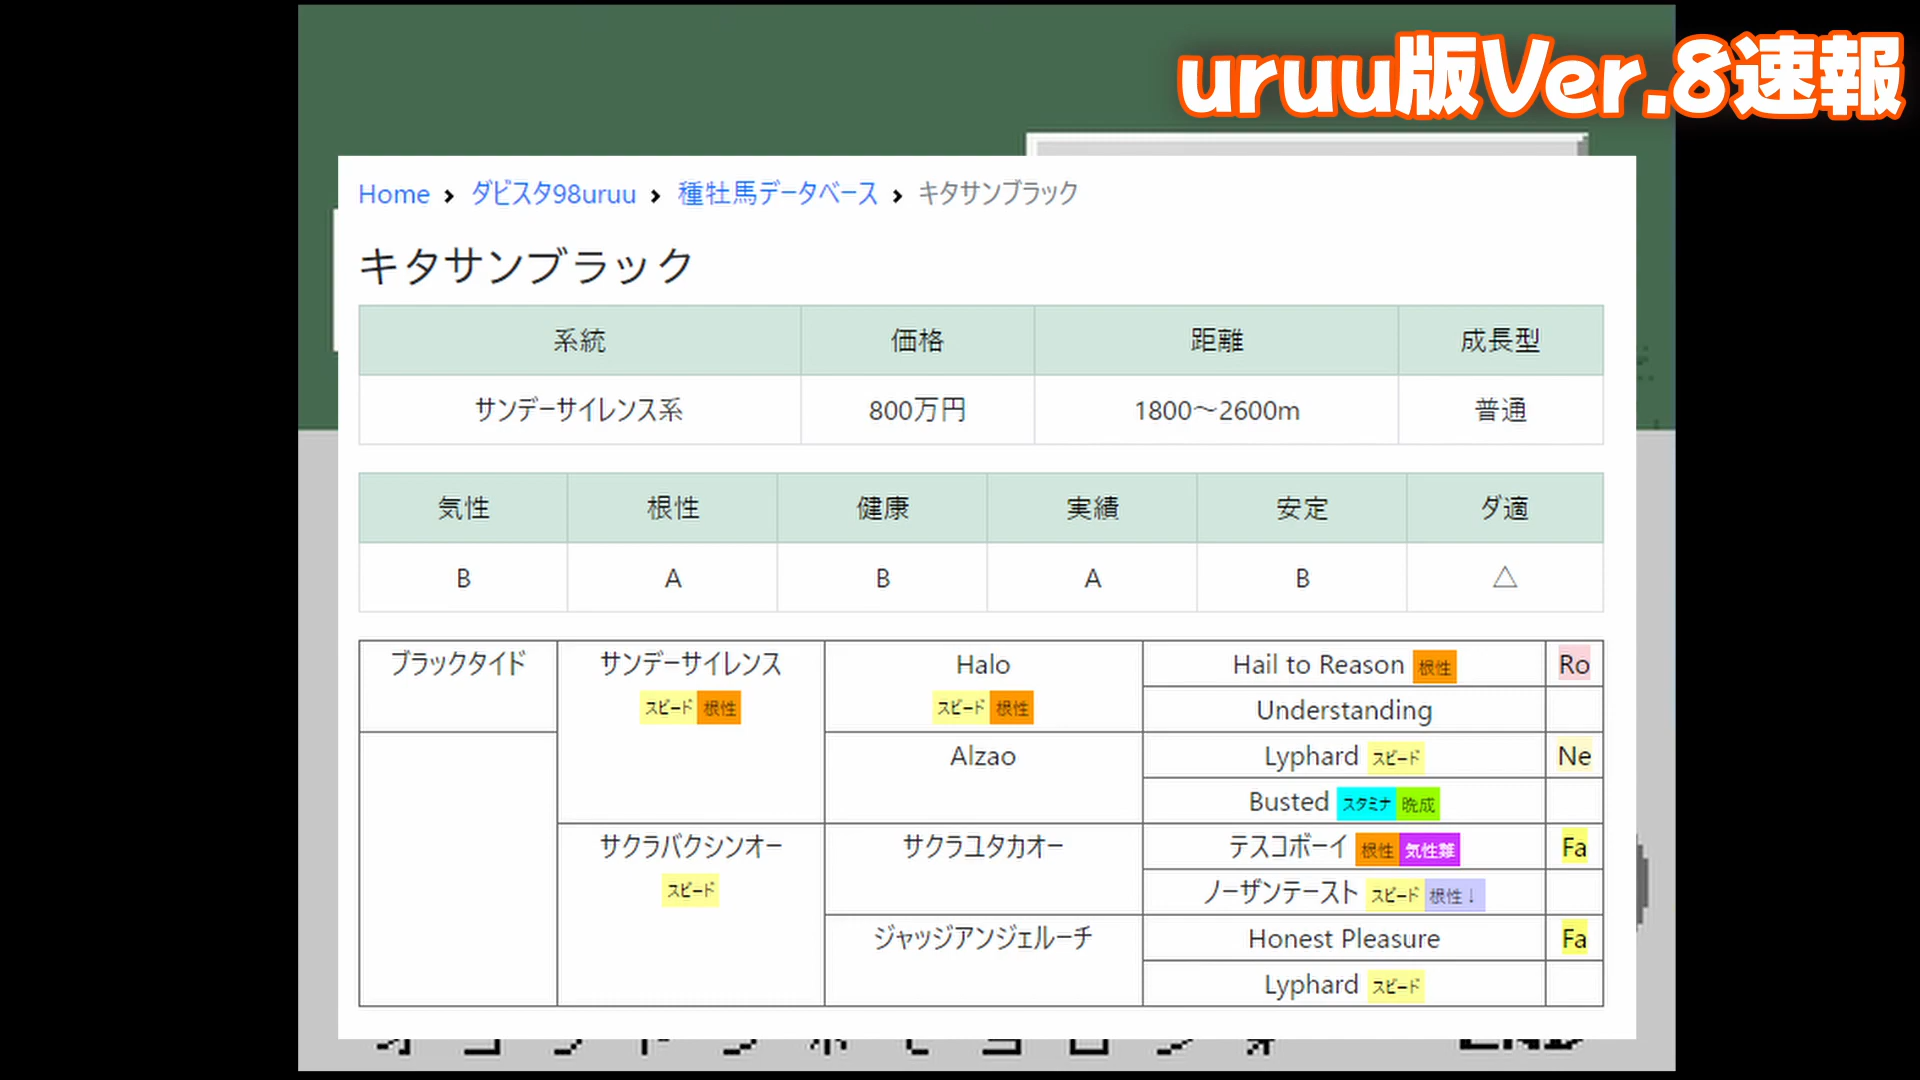 uruu版Ver.8速報
Home › ダビスタ98uruu › 種牡馬データベース › キタサンブラック
キタサンブラック
系統 価格 距離 成長型
サンデーサイレンス系 800万円 1800～2600m 普通
気性 根性 健康 実績 安定 ダ適
B A B A B △
ブラックタイド サンデーサイレンス Halo Hail to Reason 根性 Ro
スピード 根性 スピード 根性
Understanding
Alzao Lyphard スピード Ne
Busted スタミナ 晩成
サクラバクシンオー サクラユタカオー テスコボーイ 根性 気性難 Fa
スピード ノーザンテースト スピード 根性↓
ジャッジアンジェルーチ Honest Pleasure Fa
Lyphard スピード